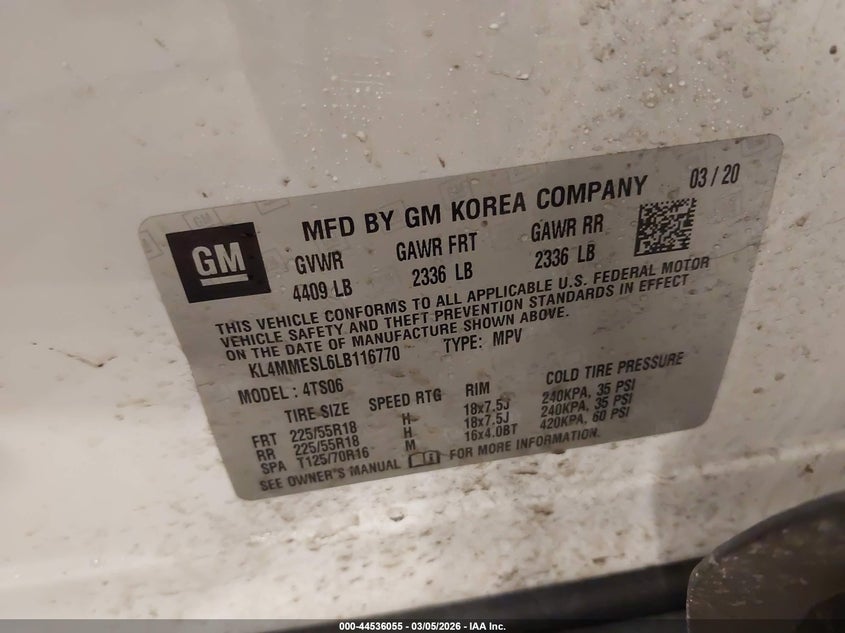 MFD BY GM KOREA COMPANY 03 / 20
GM
GVWR GAWR FRT GAWR RR
4409 LB 2336 LB 2336 LB
THIS VEHICLE CONFORMS TO ALL APPLICABLE U.S. FEDERAL MOTOR
VEHICLE SAFETY AND THEFT PREVENTION STANDARDS IN EFFECT
ON THE DATE OF MANUFACTURE SHOWN ABOVE.
KL4MMESL6LB116770 TYPE: MPV
MODEL : 4TS06
TIRE SIZE SPEED RTG RIM COLD TIRE PRESSURE
FRT 225/55R18 H 18x7.5J 240KPA, 35 PSI
RR 225/55R18 H 18x7.5J 240KPA, 35 PSI
SPA T125/70R16 M 16x4.0BT 420KPA, 60 PSI
SEE OWNER'S MANUAL FOR MORE INFORMATION.
000-44536055 - 03/05/2026 - IAA Inc.